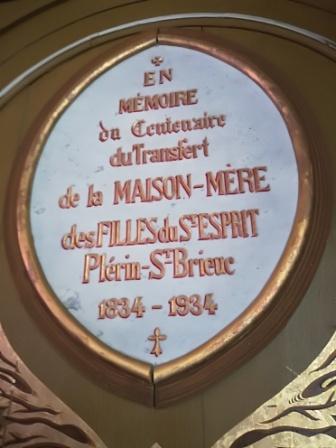 EN
MÉMOIRE
du Centenaire
du Transfert
de la MAISON-MÈRE
des FILLES du St ESPRIT
Plérin-St Brieuc
1834 - 1934